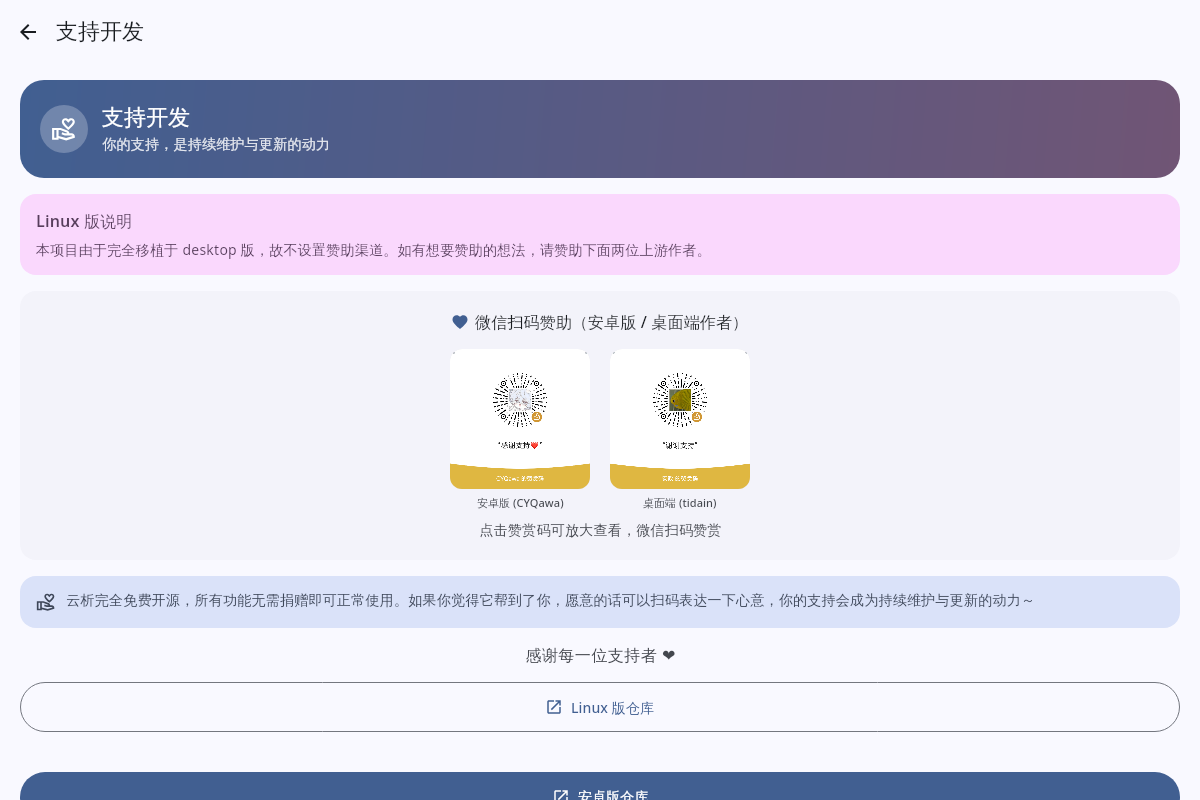 支持开发
支持开发
你的支持，是持续维护与更新的动力
Linux 版说明
本项目由于完全移植于 desktop 版，故不设置赞助渠道。如有想要赞助的想法，请赞助下面两位上游作者。
微信扫码赞助（安卓版 / 桌面端作者）
“感谢支持❤️”
“谢谢支持”
安卓版 (CYQawa)
桌面端 (tidain)
点击赞赏码可放大查看，微信扫码赞赏
云析完全免费开源，所有功能无需捐赠即可正常使用。如果你觉得它帮到了你，愿意的话可以扫码表达一下心意，你的支持会成为持续维护与更新的动力～
感谢每一位支持者 ❤
Linux 版仓库
安卓版仓库